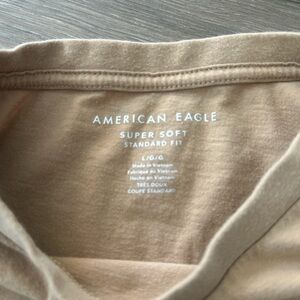 AMERICAN EAGLE
SUPER SOFT
STANDARD FIT
L/G/G
Made in Vietnam
Fabriqué au Vietnam
Hecho en Vietnam
TRÈS DOUX
COUPE STANDARD